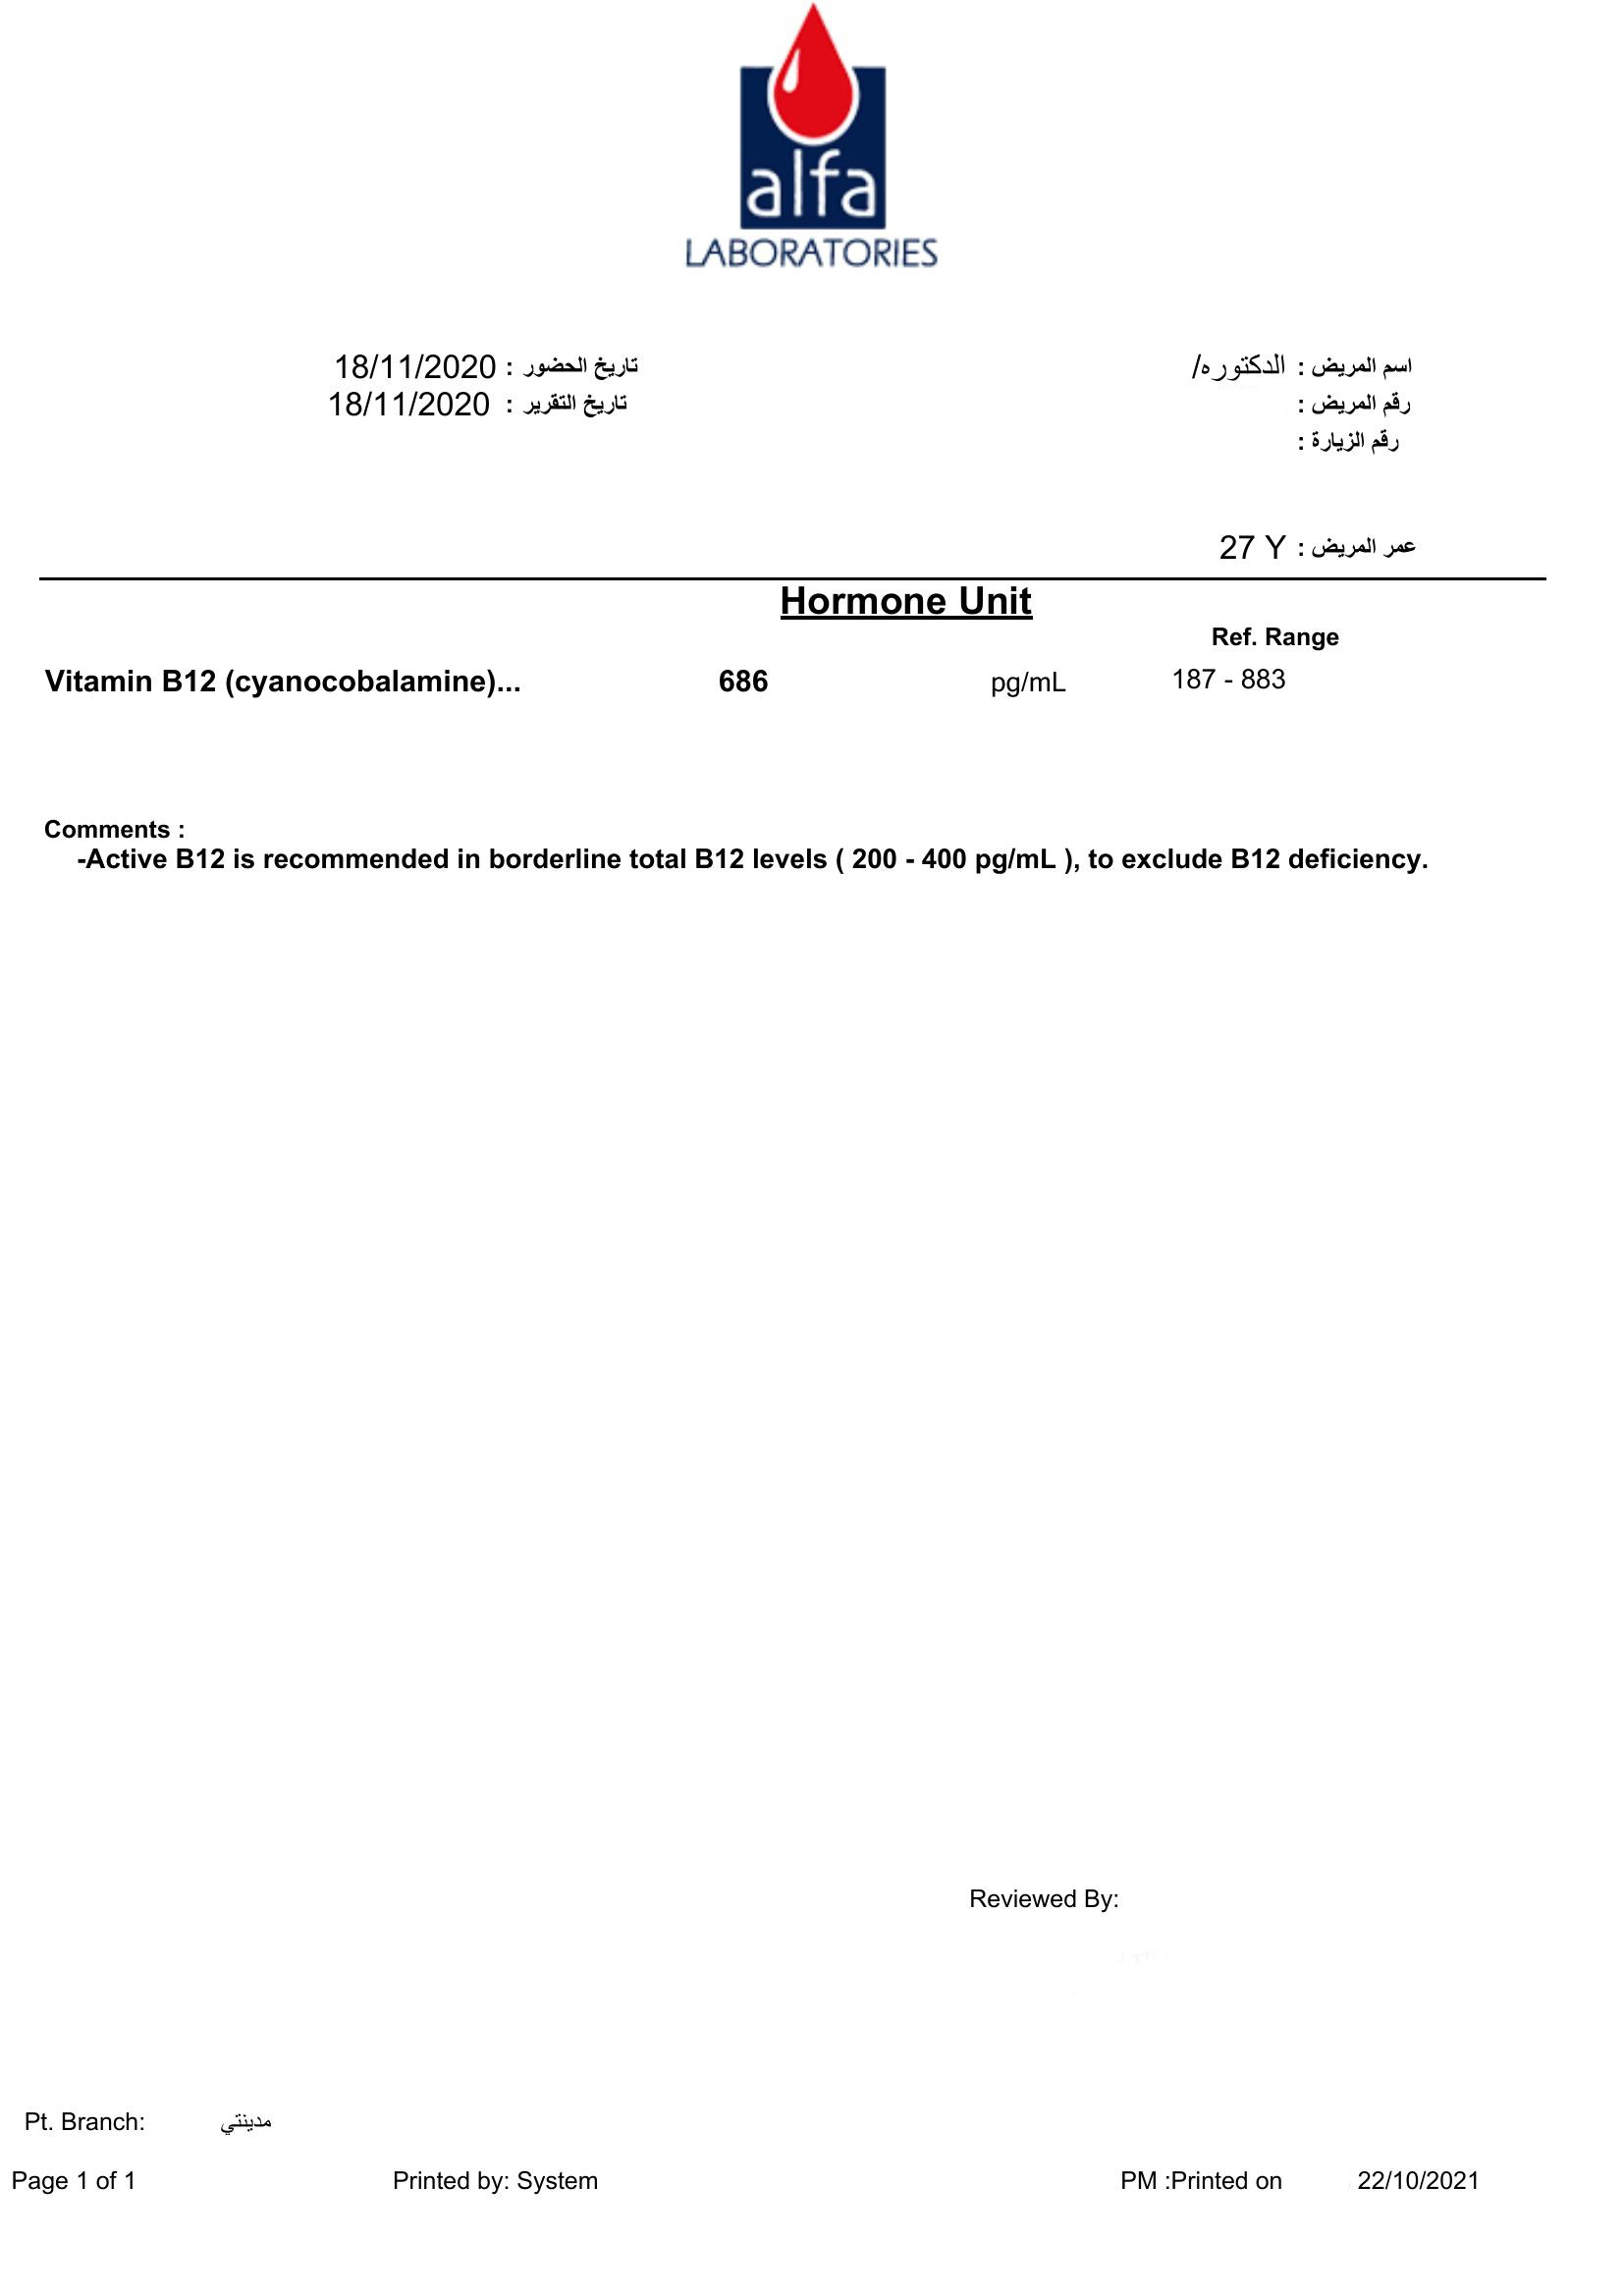 alfa
LABORATORIES
اسم المريض : الدكتوره/
تاريخ الحضور : 18/11/2020
رقم المريض :
تاريخ التقرير : 18/11/2020
رقم الزيارة :
عمر المريض : 27 Y
Hormone Unit
Ref. Range
Vitamin B12 (cyanocobalamine)... 686 pg/mL 187 - 883
Comments :
-Active B12 is recommended in borderline total B12 levels ( 200 - 400 pg/mL ), to exclude B12 deficiency.
Reviewed By:
Pt. Branch: مدينتي
Page 1 of 1 Printed by: System PM :Printed on 22/10/2021